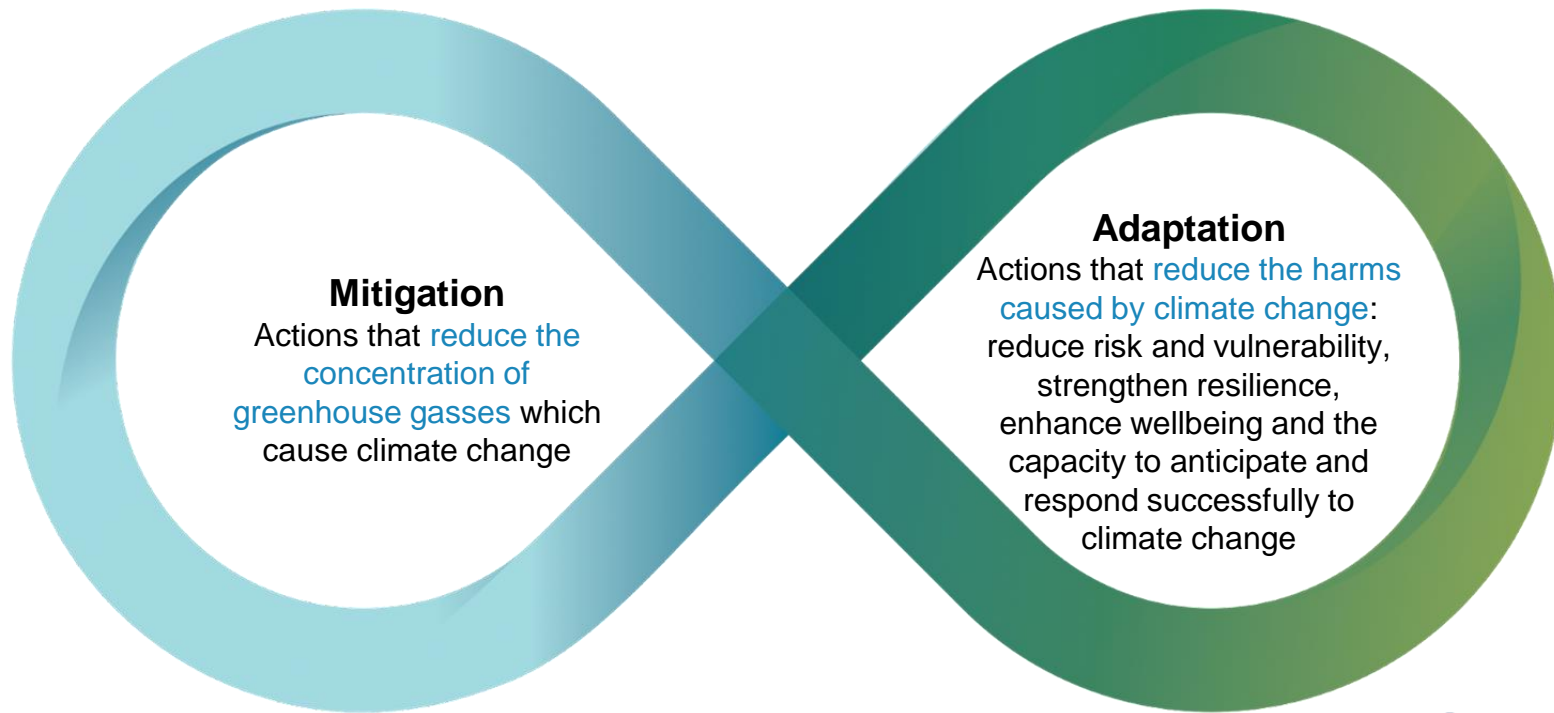 Mitigation
Actions that reduce the
concentration of
greenhouse gasses which
cause climate change
Adaptation
Actions that reduce the harms
caused by climate change:
reduce risk and vulnerability,
strengthen resilience,
enhance wellbeing and the
capacity to anticipate and
respond successfully to
climate change